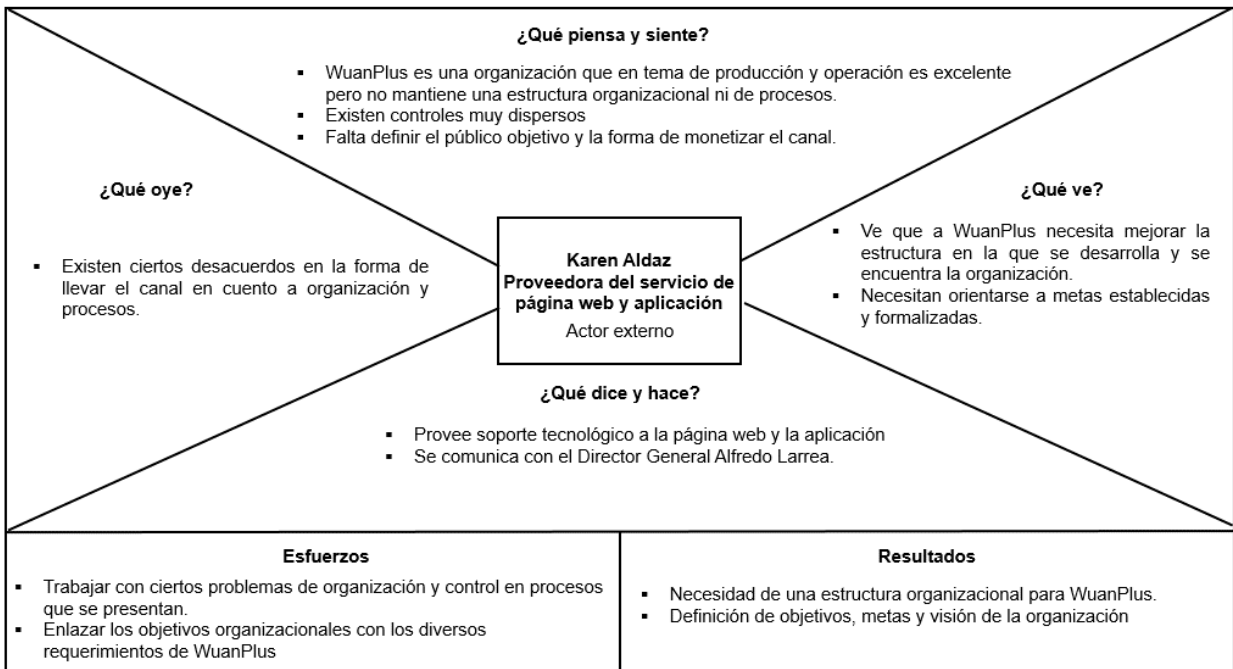 ¿Qué piensa y siente?
▪ WuanPlus es una organización que en tema de producción y operación es excelente
pero no mantiene una estructura organizacional ni de procesos.
▪ Existen controles muy dispersos
▪ Falta definir el público objetivo y la forma de monetizar el canal.
¿Qué oye?
▪ Existen ciertos desacuerdos en la forma de
llevar el canal en cuento a organización y
procesos.
Karen Aldaz
Proveedora del servicio de
página web y aplicación
Actor externo
¿Qué ve?
▪ Ve que a WuanPlus necesita mejorar la
estructura en la que se desarrolla y se
encuentra la organización.
▪ Necesitan orientarse a metas establecidas
y formalizadas.
¿Qué dice y hace?
▪ Provee soporte tecnológico a la página web y la aplicación
▪ Se comunica con el Director General Alfredo Larrea.
Esfuerzos
▪ Trabajar con ciertos problemas de organización y control en procesos
que se presentan.
▪ Enlazar los objetivos organizacionales con los diversos
requerimientos de WuanPlus
Resultados
▪ Necesidad de una estructura organizacional para WuanPlus.
▪ Definición de objetivos, metas y visión de la organización